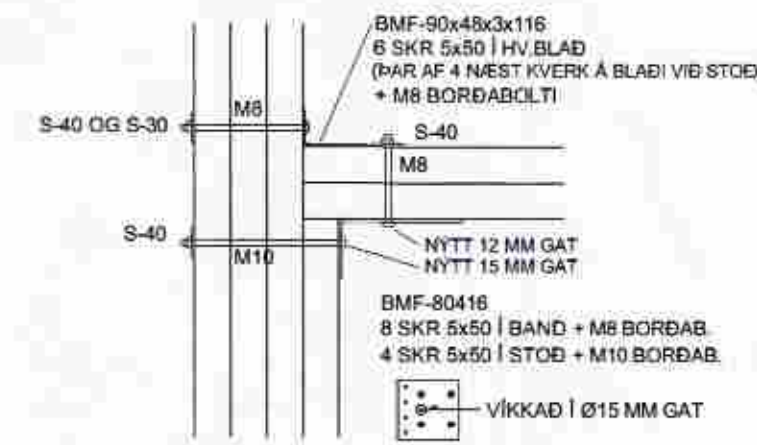 BMF-90x48x3x116
6 SKR 5x50 Í HV.BLAÐ
(ÞAR AF 4 NÆST KVERK Á BLAÐI VIÐ STOÐ)
+ M8 BORÐABOLTI
S-40 OG S-30
M8
S-40
M8
S-40
M10
NÝTT 12 MM GAT
NÝTT 15 MM GAT
BMF-80416
8 SKR 5x50 Í BAND + M8 BORÐAB.
4 SKR 5x50 Í STOÐ + M10 BORÐAB.
VÍKKAÐ Í Ø15 MM GAT